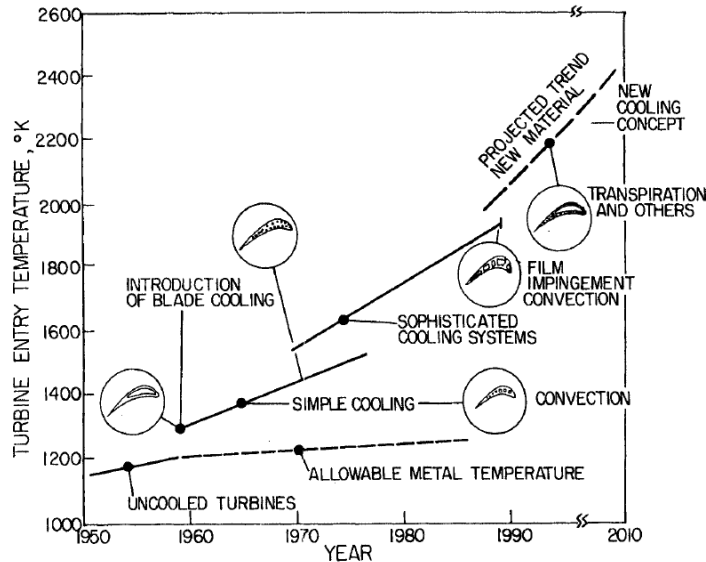 2600
2400
2200
2000
1800
1600
1400
1200
1000
TURBINE ENTRY TEMPERATURE, °K
PROJECTED TREND
NEW MATERIAL
NEW
COOLING
CONCEPT
TRANSPIRATION
AND OTHERS
INTRODUCTION
OF BLADE COOLING
FILM
IMPINGEMENT
CONVECTION
SOPHISTICATED
COOLING SYSTEMS
SIMPLE COOLING
CONVECTION
ALLOWABLE METAL TEMPERATURE
UNCOOLED TURBINES
1950
1960
1970
1980
1990
2010
YEAR